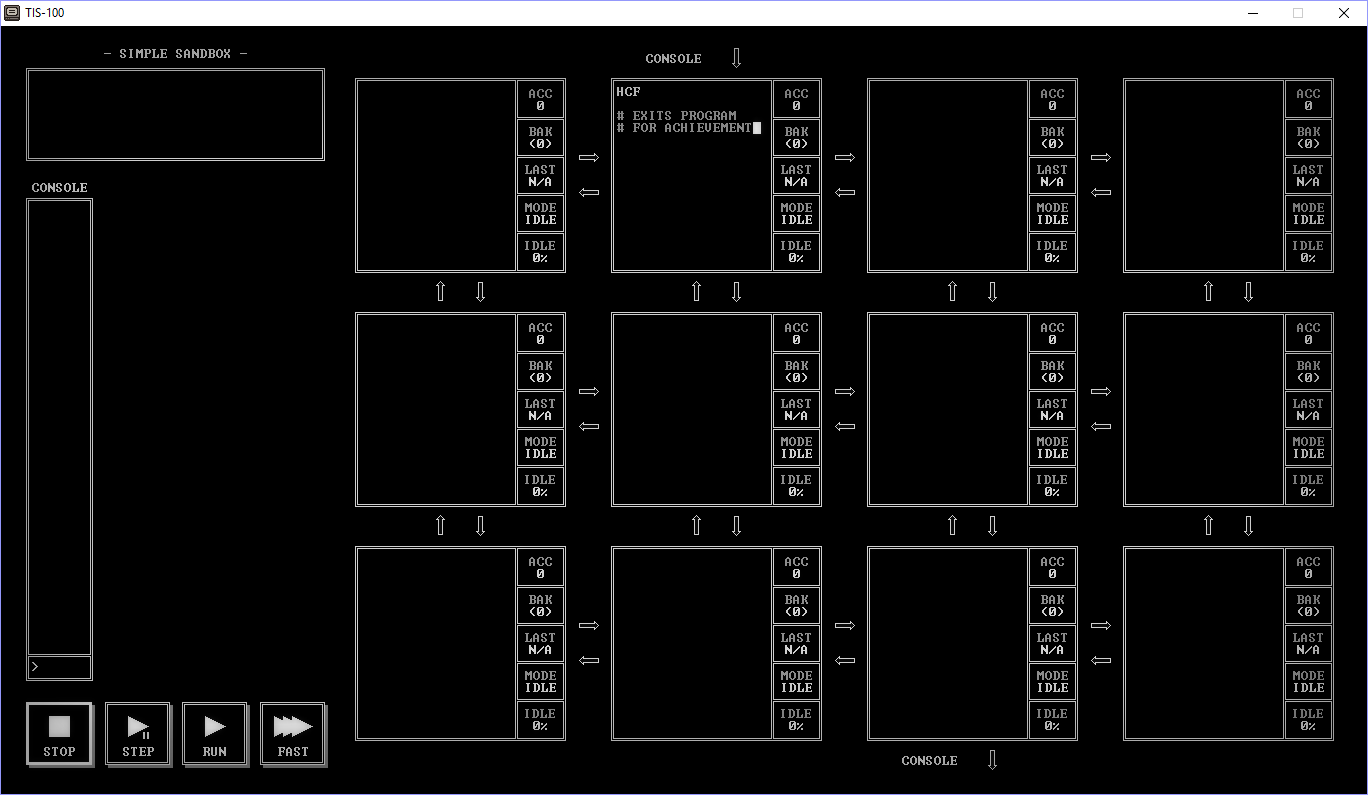 TIS-100
- SIMPLE SANDBOX -
CONSOLE
>
STOP
STEP
RUN
FAST
CONSOLE
ACC
0
BAK
(0)
LAST
N/A
MODE
IDLE
IDLE
0%
HCF
# EXITS PROGRAM
# FOR ACHIEVEMENT
ACC
0
BAK
(0)
LAST
N/A
MODE
IDLE
IDLE
0%
ACC
0
BAK
(0)
LAST
N/A
MODE
IDLE
IDLE
0%
ACC
0
BAK
(0)
LAST
N/A
MODE
IDLE
IDLE
0%
ACC
0
BAK
(0)
LAST
N/A
MODE
IDLE
IDLE
0%
ACC
0
BAK
(0)
LAST
N/A
MODE
IDLE
IDLE
0%
ACC
0
BAK
(0)
LAST
N/A
MODE
IDLE
IDLE
0%
ACC
0
BAK
(0)
LAST
N/A
MODE
IDLE
IDLE
0%
ACC
0
BAK
(0)
LAST
N/A
MODE
IDLE
IDLE
0%
ACC
0
BAK
(0)
LAST
N/A
MODE
IDLE
IDLE
0%
ACC
0
BAK
(0)
LAST
N/A
MODE
IDLE
IDLE
0%
ACC
0
BAK
(0)
LAST
N/A
MODE
IDLE
IDLE
0%
CONSOLE